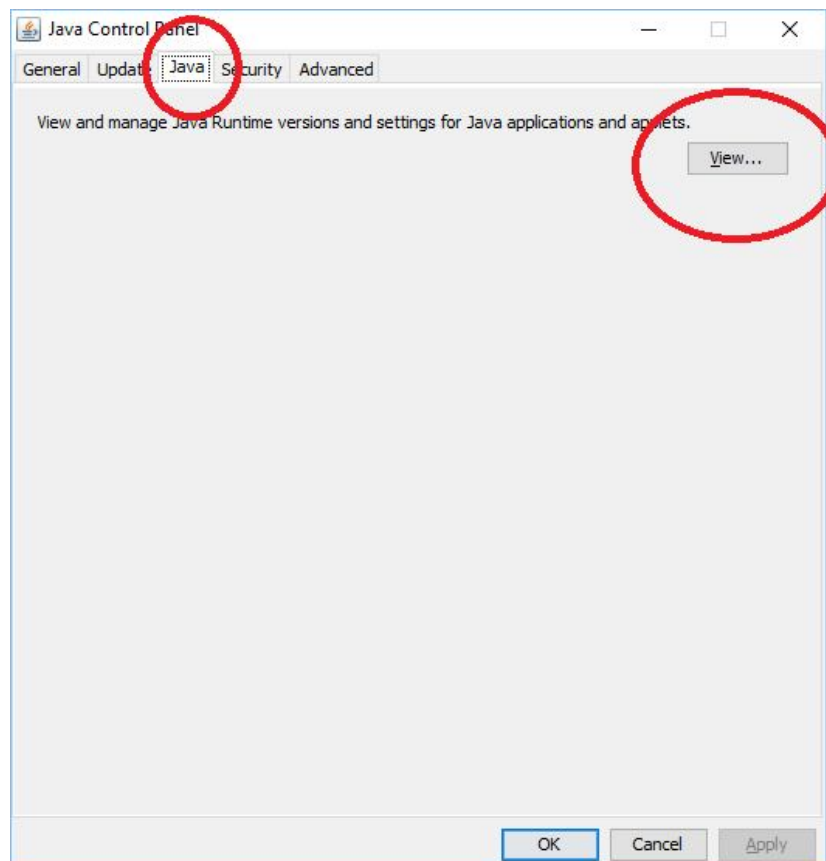 Java Control Panel
General Update Java Security Advanced
View and manage Java Runtime versions and settings for Java applications and applets.
View...
OK Cancel Apply